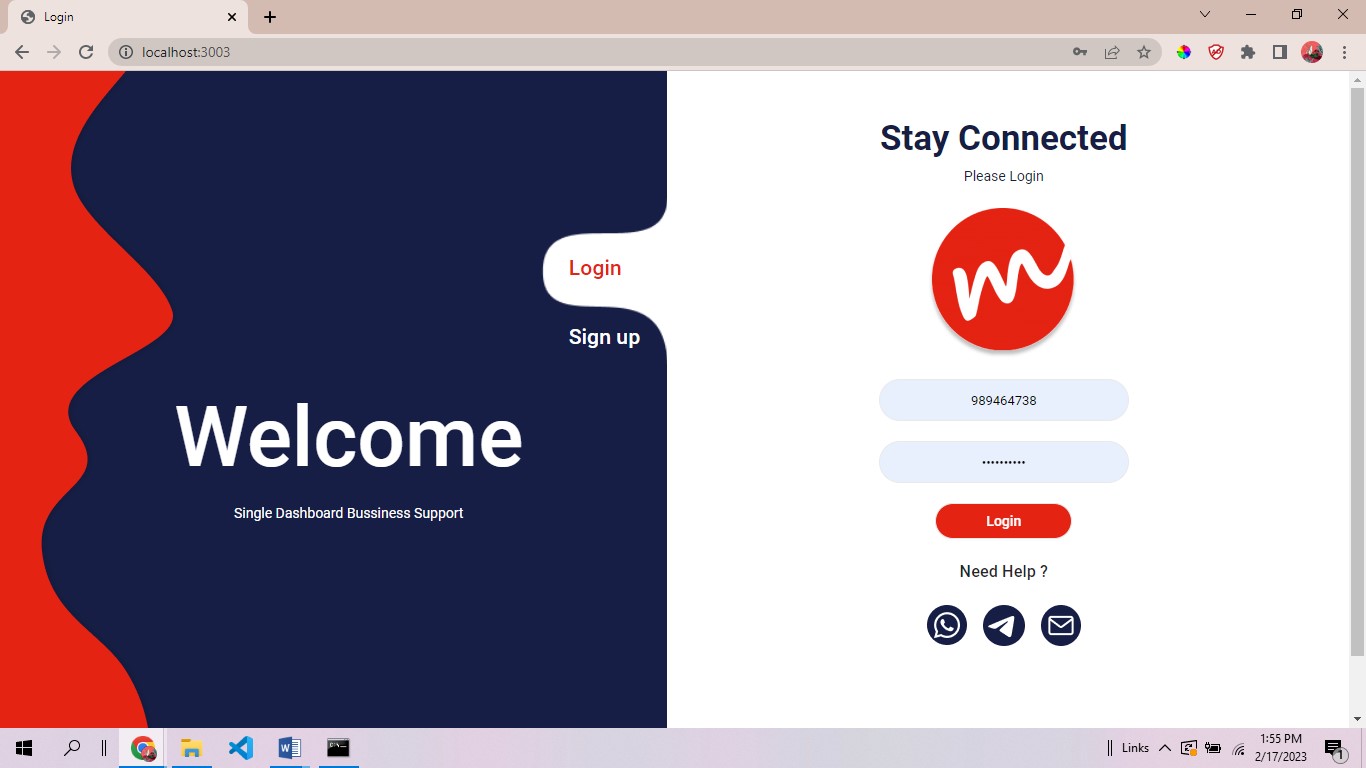 Login
localhost:3003
Login
Sign up
Welcome
Single Dashboard Bussiness Support
Stay Connected
Please Login
m
989464738
••••••••••
Login
Need Help ?
Links
1:55 PM
2/17/2023
1